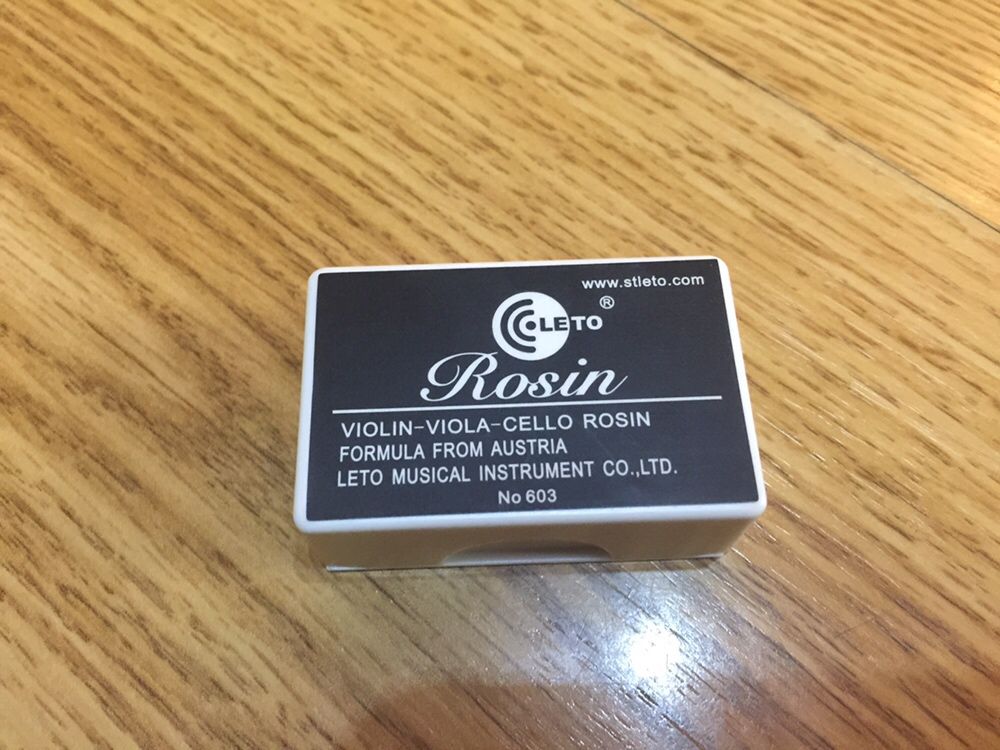 www.stleto.com
LETO®
Rosin
VIOLIN-VIOLA-CELLO ROSIN
FORMULA FROM AUSTRIA
LETO MUSICAL INSTRUMENT CO.,LTD.
No 603